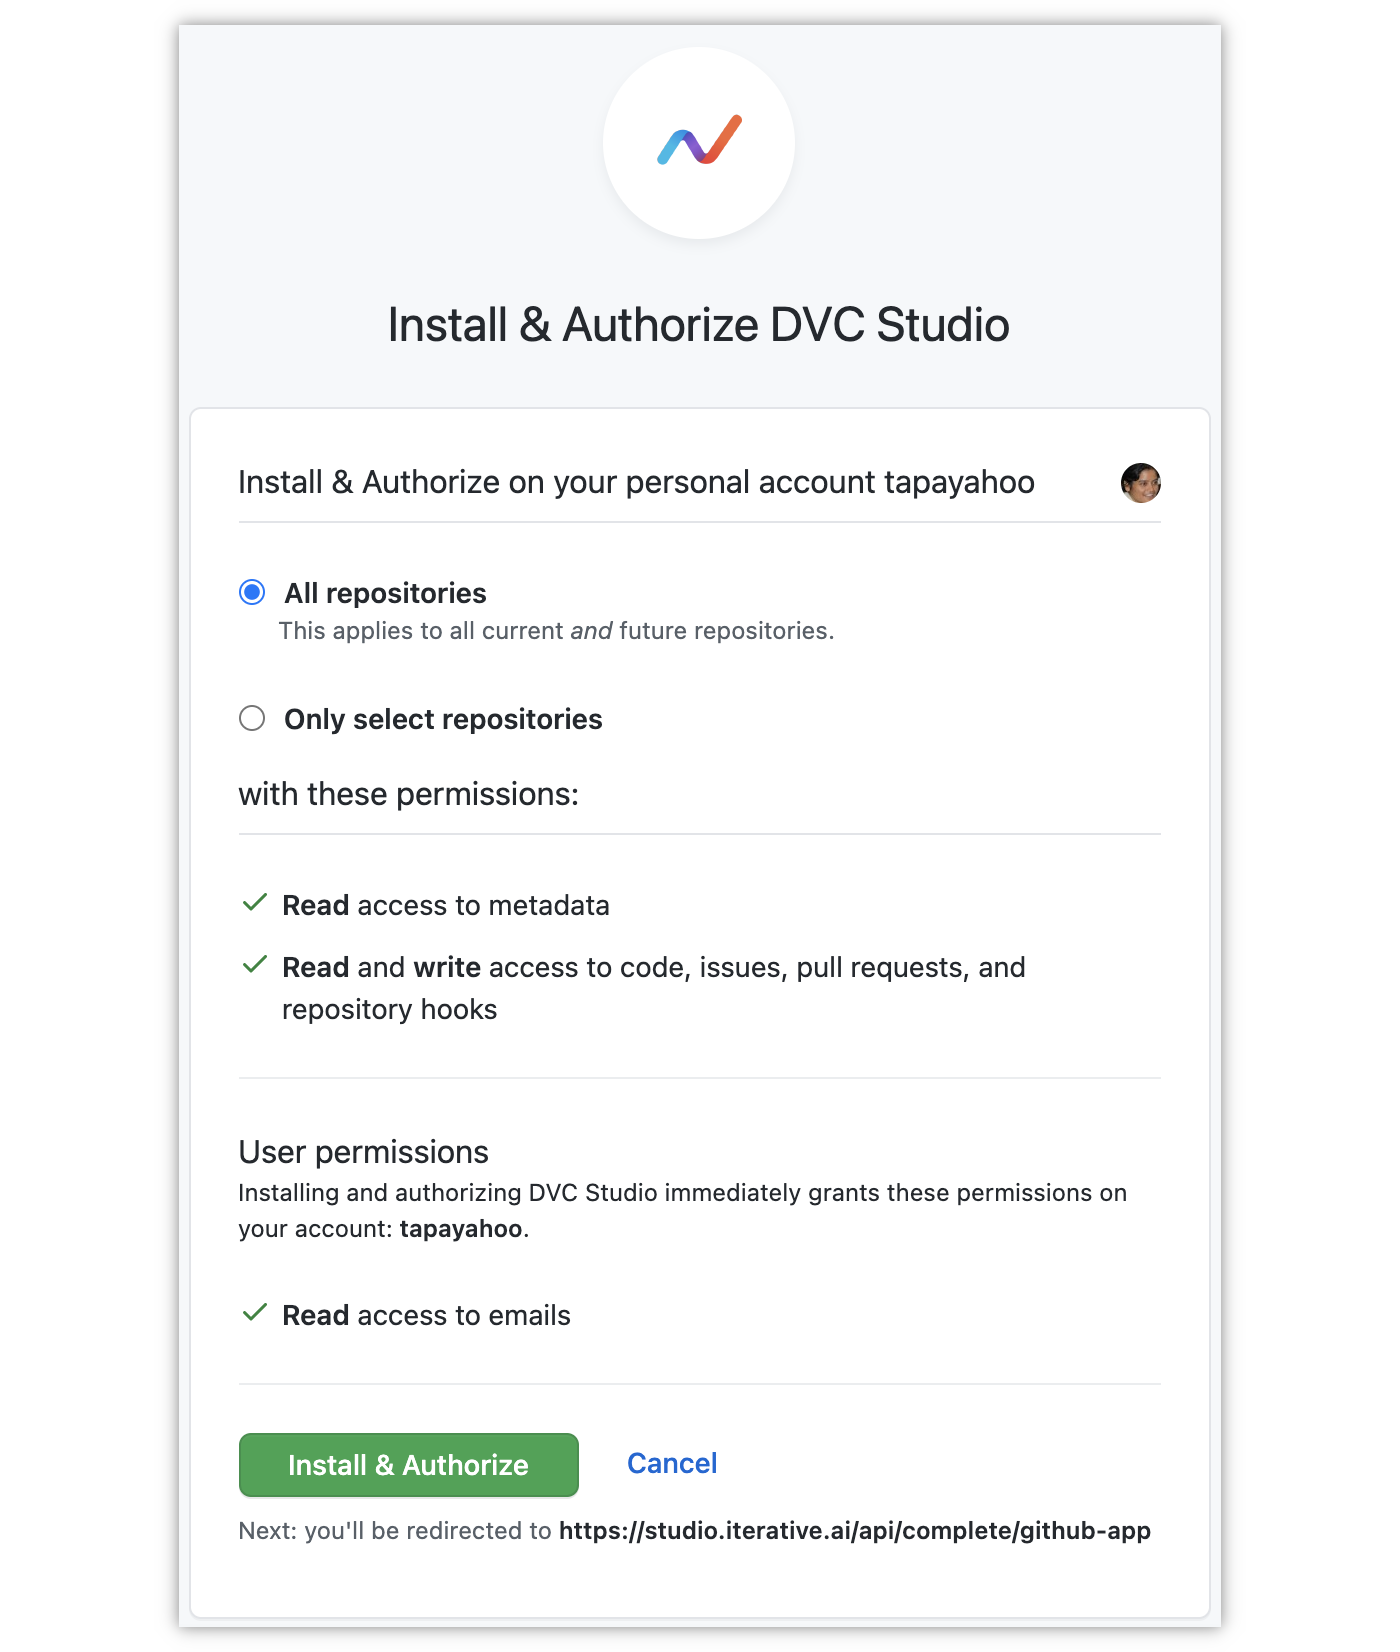 Install & Authorize DVC Studio
Install & Authorize on your personal account tapayahoo
All repositories
This applies to all current and future repositories.
Only select repositories
with these permissions:
Read access to metadata
Read and write access to code, issues, pull requests, and
repository hooks
User permissions
Installing and authorizing DVC Studio immediately grants these permissions on
your account: tapayahoo.
Read access to emails
Install & Authorize
Cancel
Next: you'll be redirected to https://studio.iterative.ai/api/complete/github-app